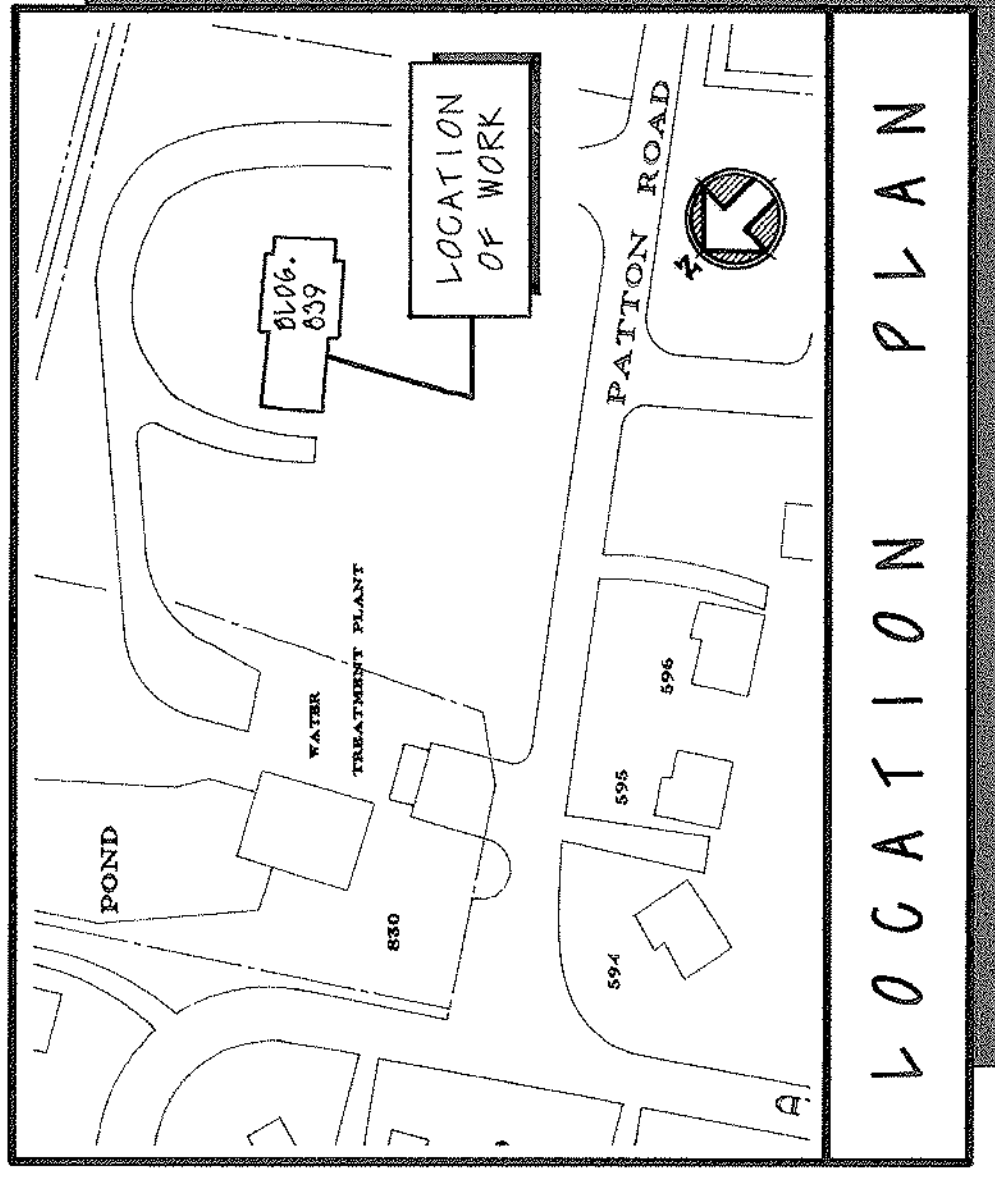 LOCATION
OF WORK
BLDG.
839
PATTON ROAD
N
WATER
TREATMENT PLANT
POND
830
596
595
594
LOCATION PLAN